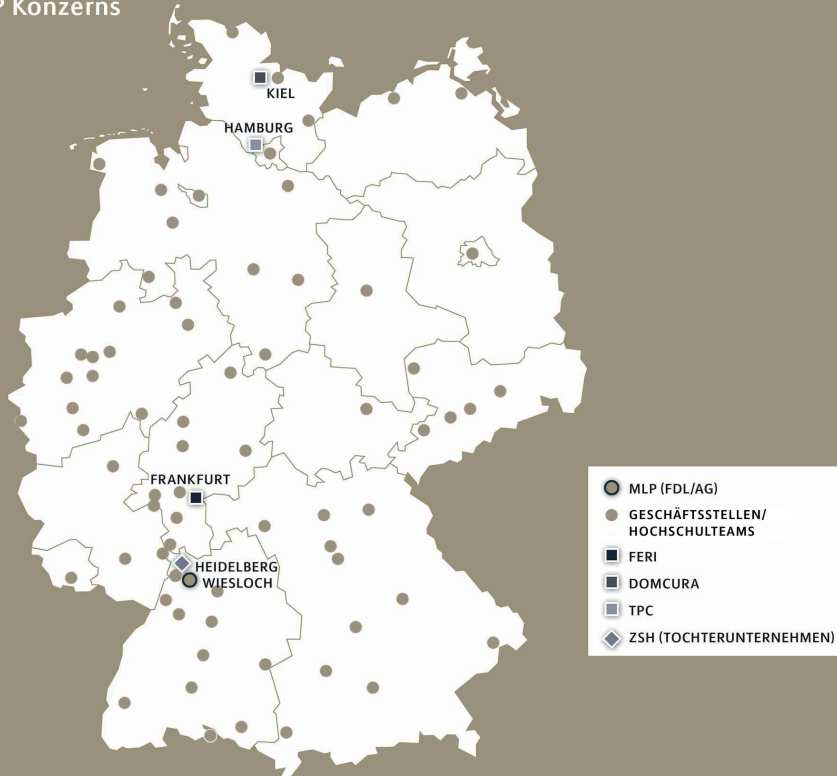 Konzerns
KIEL
HAMBURG
FRANKFURT
HEIDELBERG
WIESLOCH
MLP (FDL/AG)
GESCHÄFTSSTELLEN/
HOCHSCHULTEAMS
FERI
DOMCURA
TPC
ZSH (TOCHTERUNTERNEHMEN)